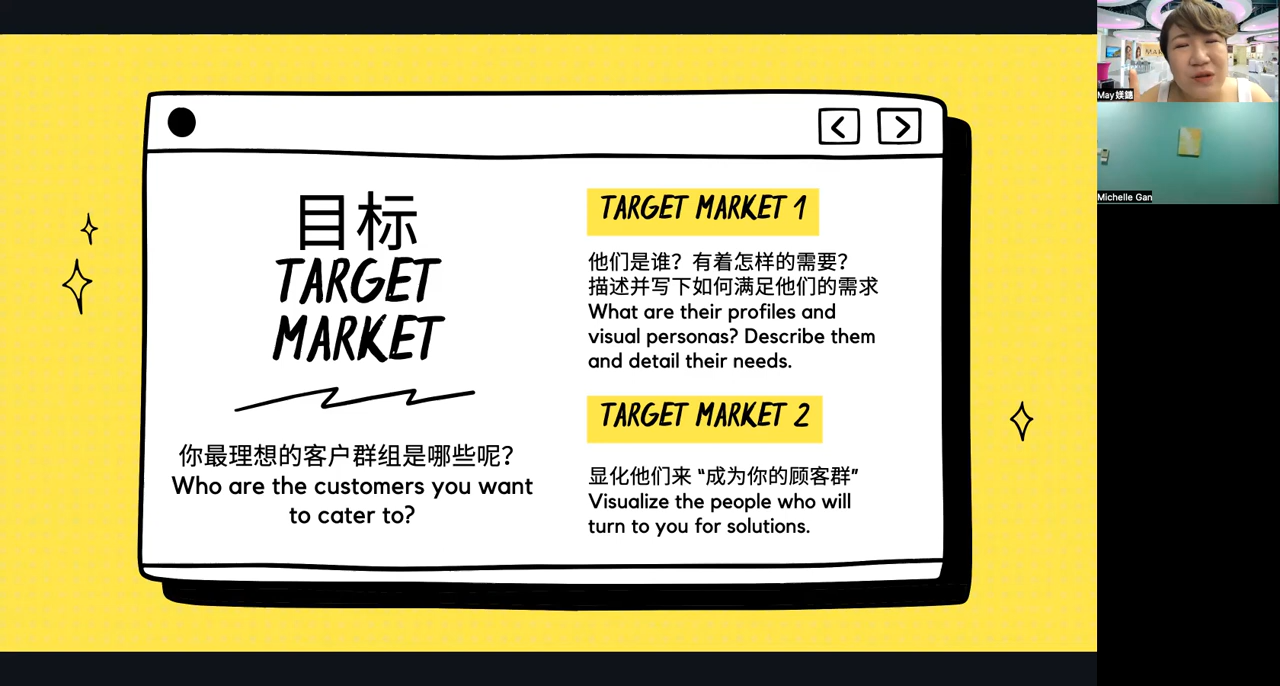 目标
TARGET
MARKET
你最理想的客户群组是哪些呢？
Who are the customers you want
to cater to?
TARGET MARKET 1
他们是谁？有着怎样的需要？
描述并写下如何满足他们的需求
What are their profiles and
visual personas? Describe them
and detail their needs.
TARGET MARKET 2
显化他们来 “成为你的顾客群”
Visualize the people who will
turn to you for solutions.
Michelle Gan